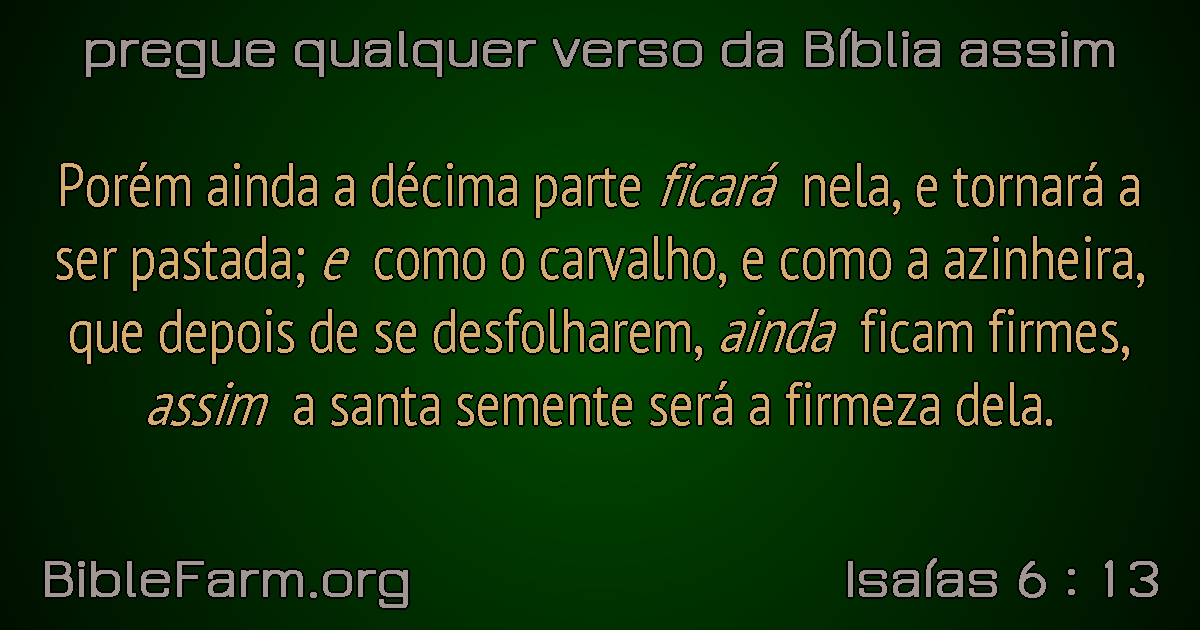 pregue qualquer verso da Bíblia assim
Porém ainda a décima parte ficará nela, e tornará a
ser pastada; e como o carvalho, e como a azinheira,
que depois de se desfolharem, ainda ficam firmes,
assim a santa semente será a firmeza dela.
BibleFarm.org
Isaías 6 : 13